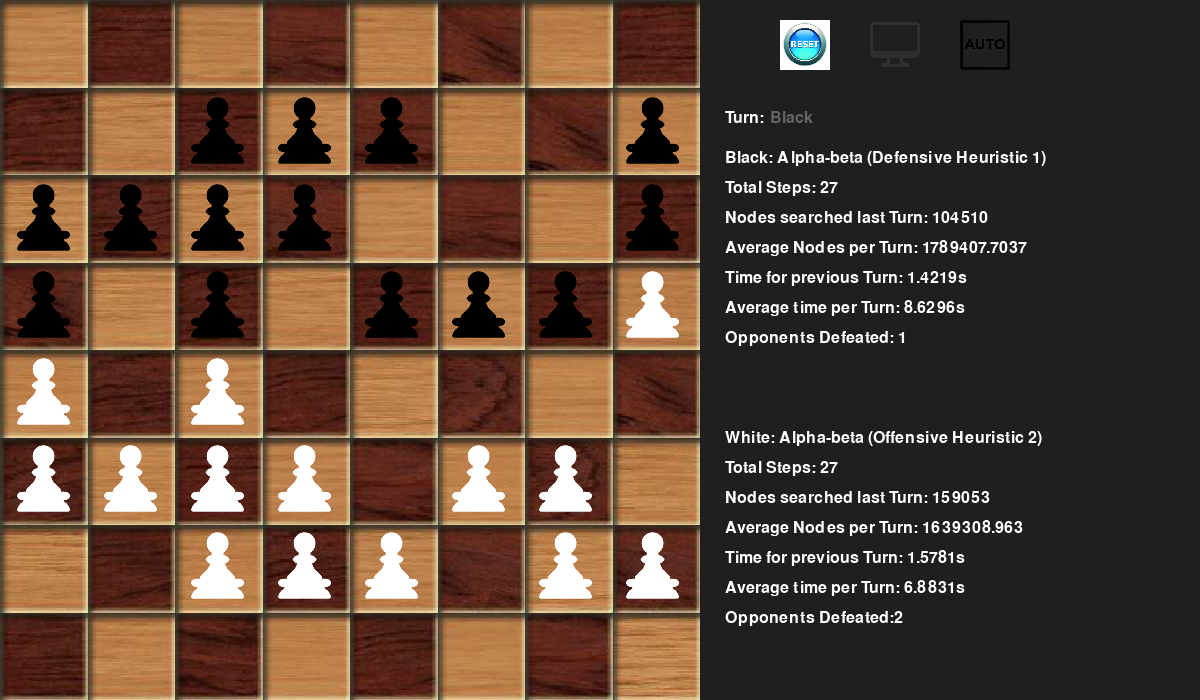 RESET
AUTO
Turn: Black
Black: Alpha-beta (Defensive Heuristic 1)
Total Steps: 27
Nodes searched last Turn: 104510
Average Nodes per Turn: 1789407.7037
Time for previous Turn: 1.4219s
Average time per Turn: 8.6296s
Opponents Defeated: 1
White: Alpha-beta (Offensive Heuristic 2)
Total Steps: 27
Nodes searched last Turn: 159053
Average Nodes per Turn: 1639308.963
Time for previous Turn: 1.5781s
Average time per Turn: 6.8831s
Opponents Defeated:2